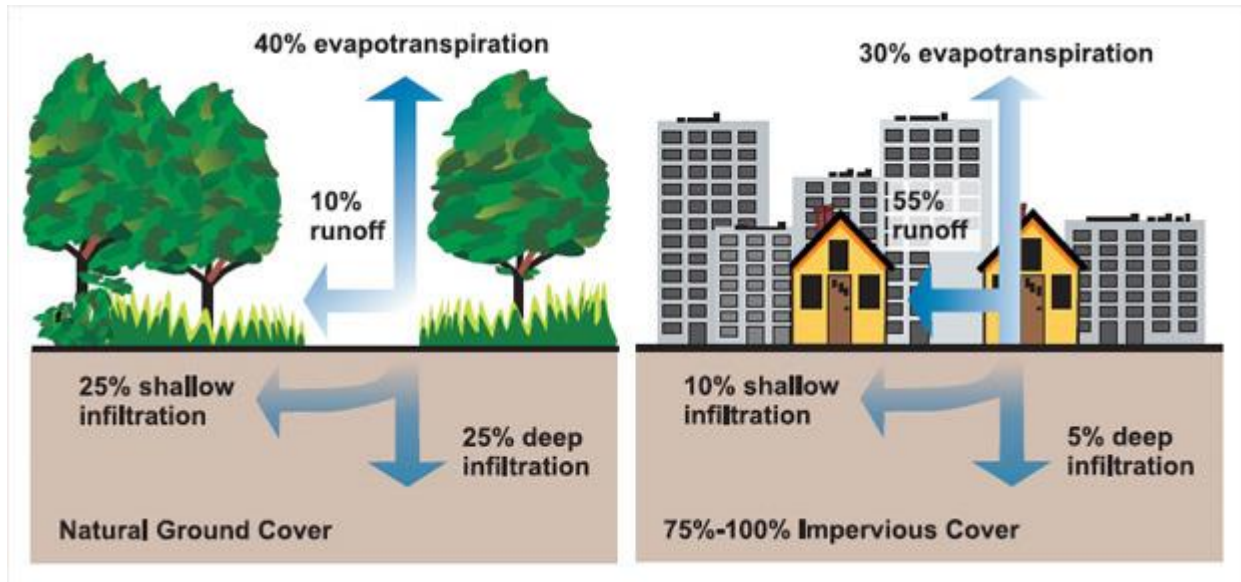 40% evapotranspiration
10%
runoff
25% shallow
infiltration
25% deep
infiltration
Natural Ground Cover
30% evapotranspiration
55%
runoff
10% shallow
infiltration
5% deep
infiltration
75%-100% Impervious Cover